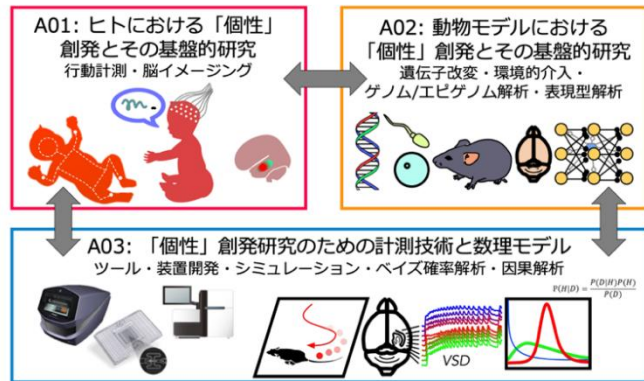 A01: ヒトにおける「個性」
創発とその基盤的研究
行動計測・脳イメージング
m
A02: 動物モデルにおける
「個性」創発とその基盤的研究
遺伝子改変・環境的介入・
ゲノム/エピゲノム解析・表現型解析
A03: 「個性」創発研究のための計測技術と数理モデル
ツール・装置開発・シミュレーション・ベイズ確率解析・因果解析
P(H|D) = P(D|H)P(H) / P(D)
VSD